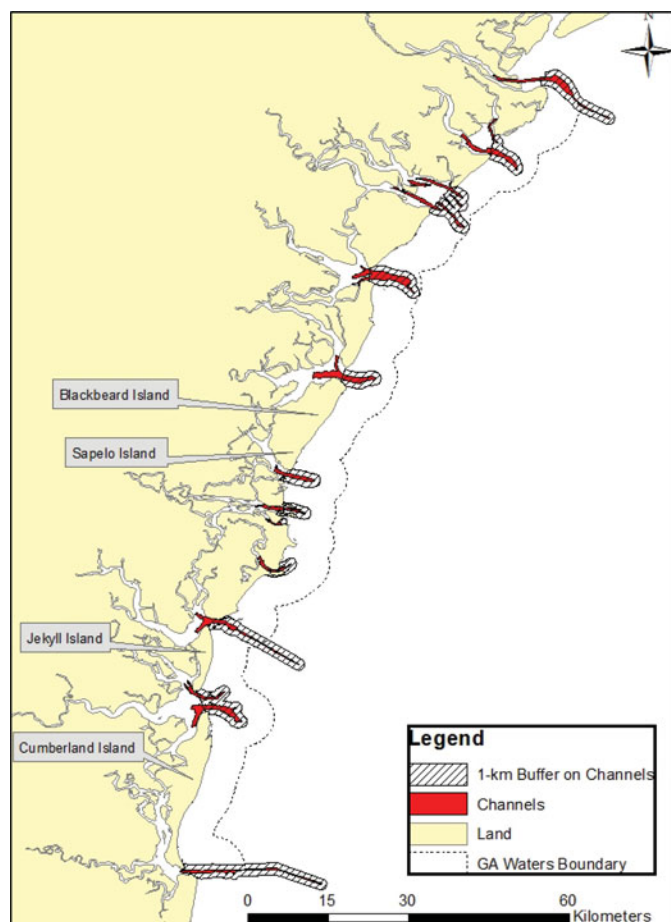 N
Blackbeard Island
Sapelo Island
Jekyll Island
Cumberland Island
Legend
1-km Buffer on Channels
Channels
Land
GA Waters Boundary
0 15 30 60
Kilometers